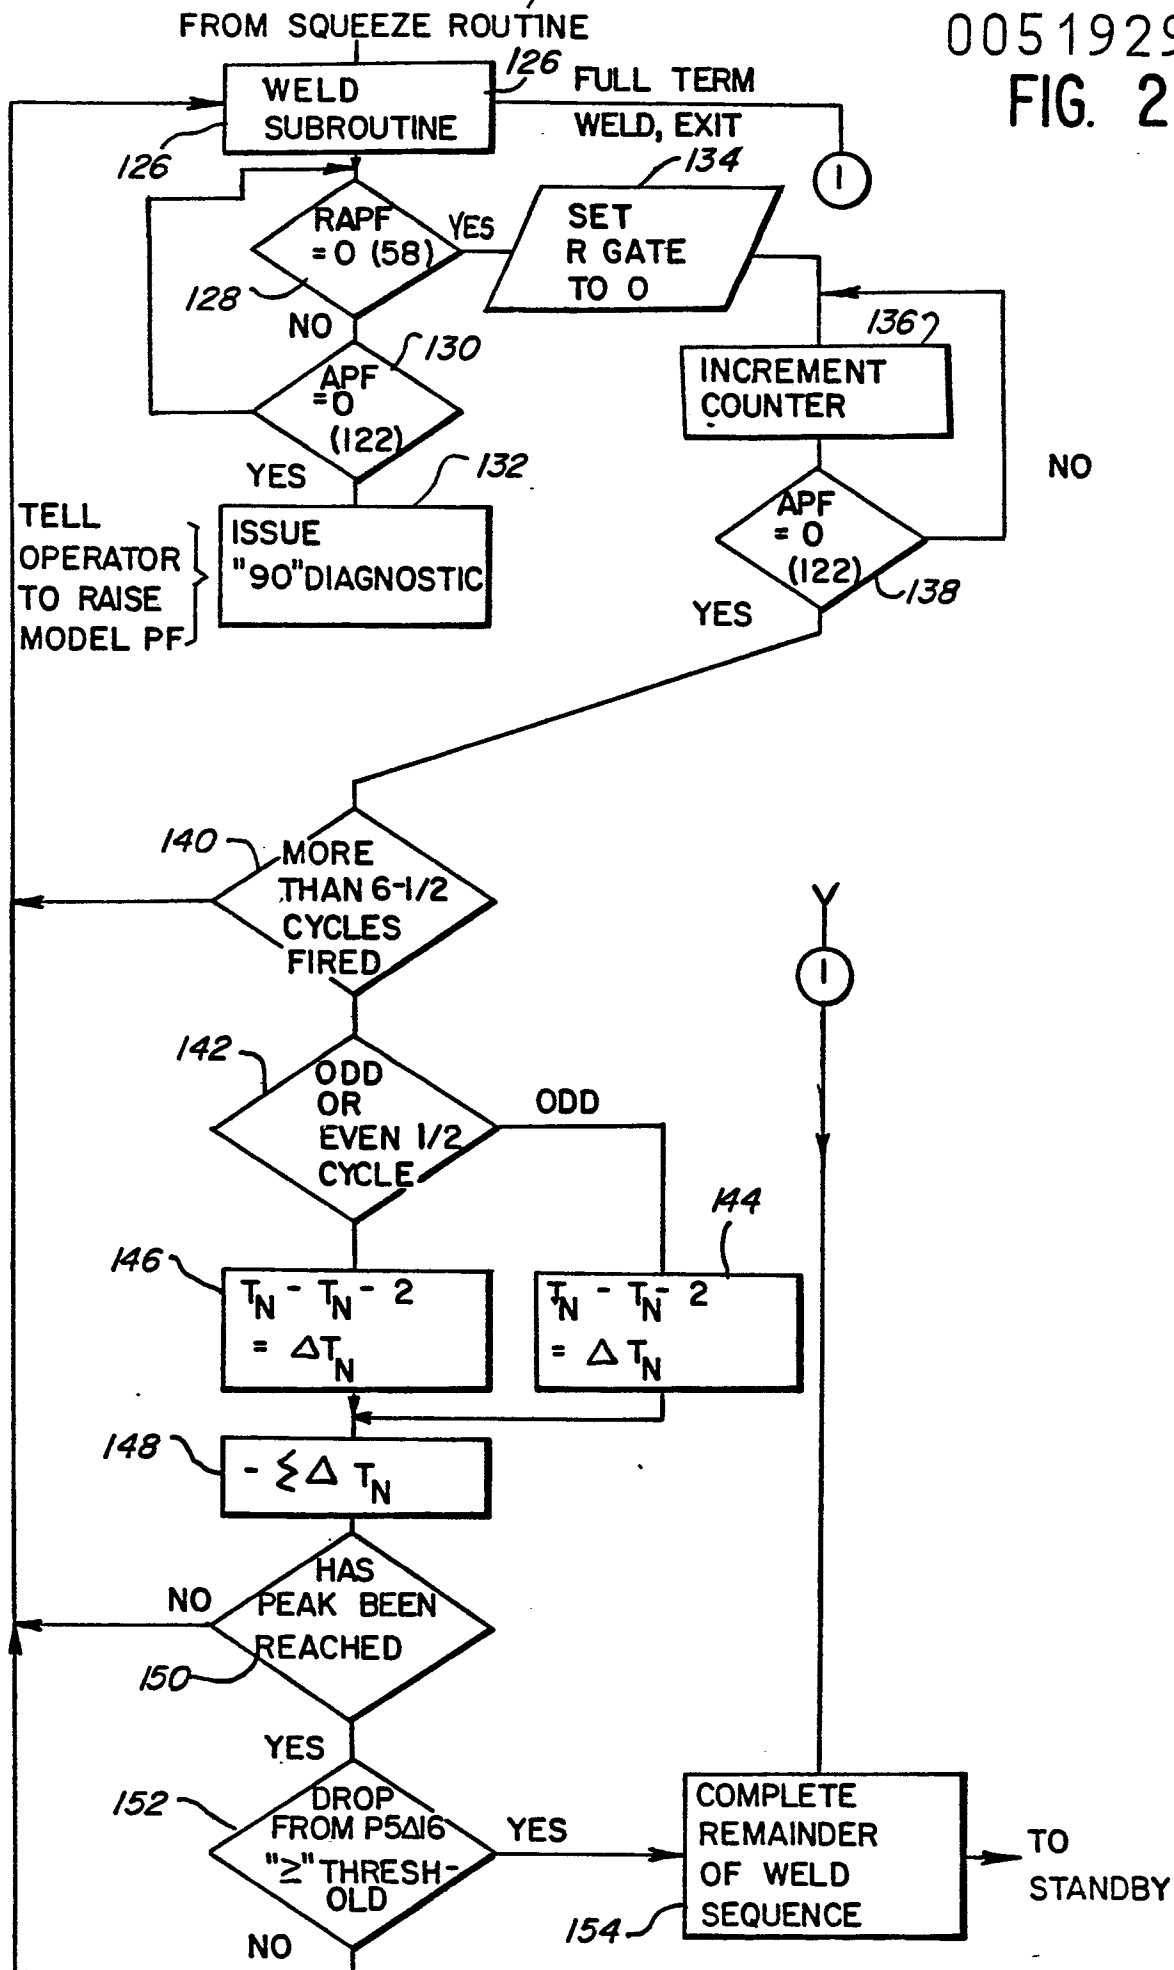 FROM SQUEEZE ROUTINE
0051929
FIG. 2
126
WELD
SUBROUTINE
126
FULL TERM
WELD, EXIT
1
134
RAPF
=0 (58)
YES
128
NO
SET
R GATE
TO 0
130
APF
=0
(122)
YES
136
INCREMENT
COUNTER
NO
132
ISSUE
"90" DIAGNOSTIC
TELL
OPERATOR
TO RAISE
MODEL PF
APF
= 0
(122)
138
YES
140
MORE
THAN 6-1/2
CYCLES
FIRED
1
142
ODD
OR
EVEN 1/2
CYCLE
ODD
146
TN - TN - 2
= ΔTN
144
TN - TN - 2
= Δ TN
148
- Σ Δ TN
HAS
PEAK BEEN
REACHED
NO
150
YES
152
DROP
FROM P5Δ16
"≥" THRESH-
OLD
YES
NO
COMPLETE
REMAINDER
OF WELD
SEQUENCE
154
TO
STANDBY